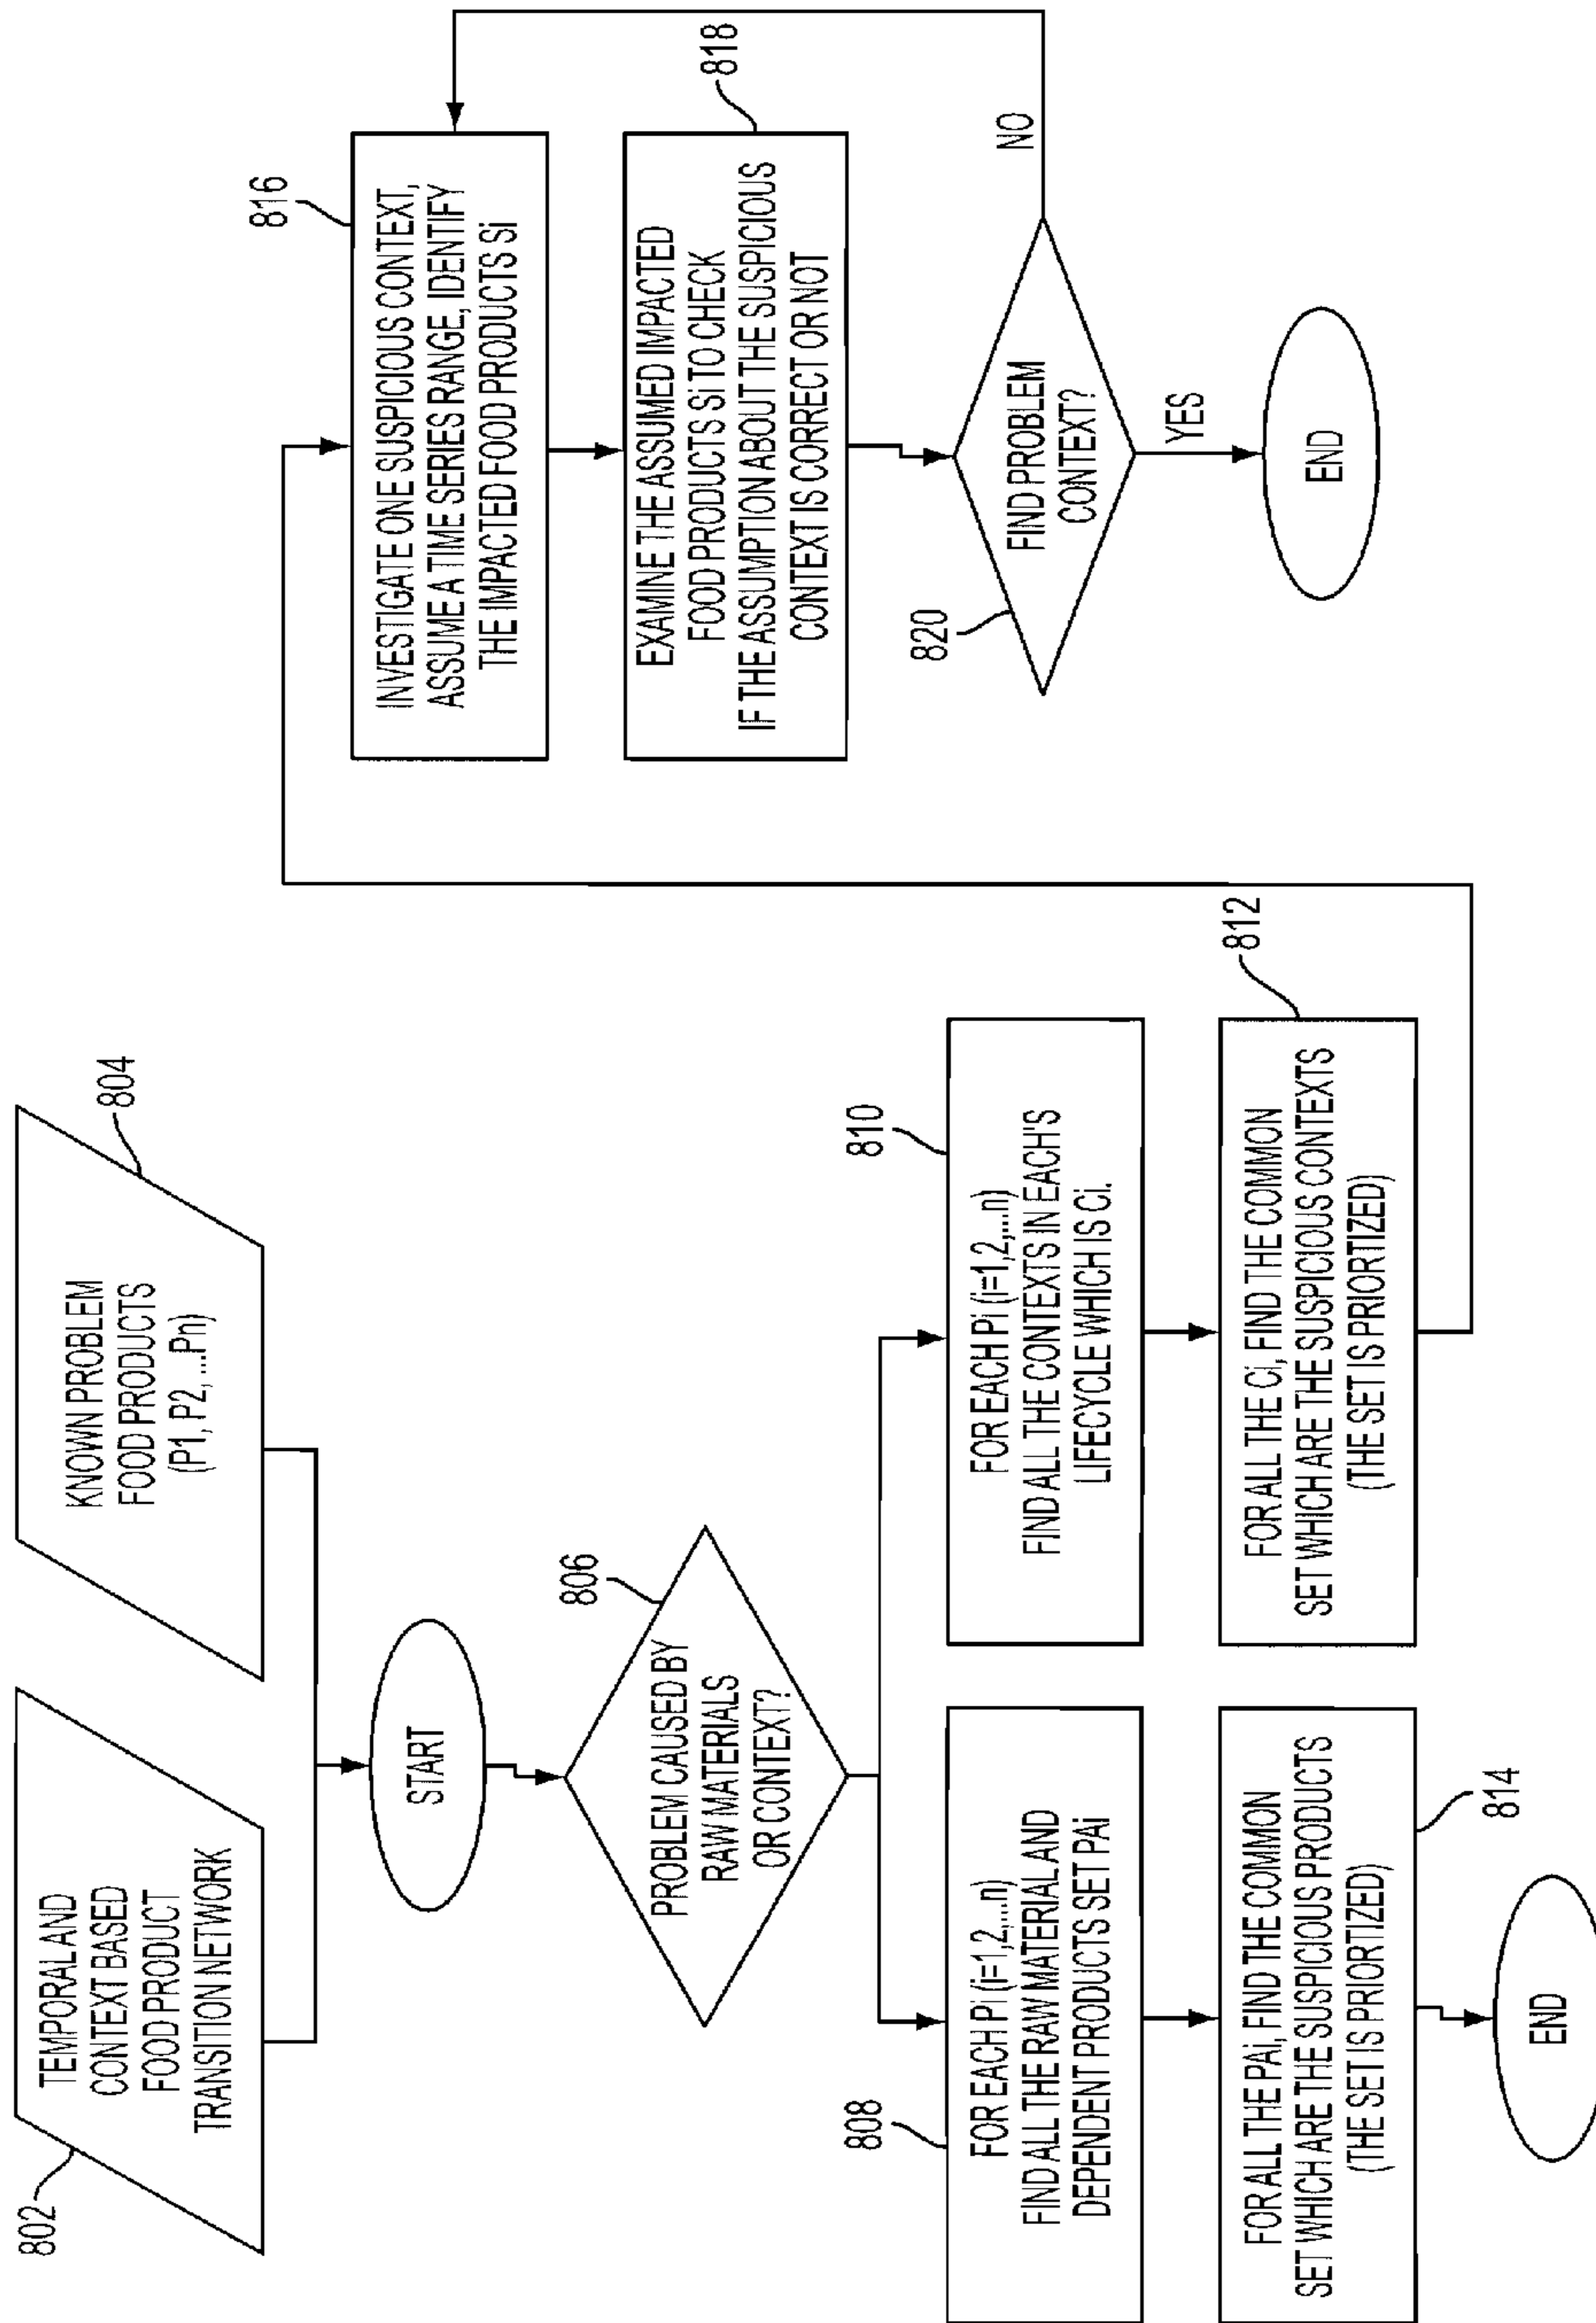 802
TEMPORAL AND
CONTEXT BASED
FOOD PRODUCT
TRANSITION NETWORK
KNOWN PROBLEM
FOOD PRODUCTS
(P1, P2, ...Pn)
804
START
PROBLEM CAUSED BY
RAW MATERIALS
OR CONTEXT?
806
808
FOR EACH Pi (i=1,2,...n)
FIND ALL THE RAW MATERIAL AND
DEPENDENT PRODUCTS SET PAi
FOR ALL THE PAi, FIND THE COMMON
SET WHICH ARE THE SUSPICIOUS PRODUCTS
(THE SET IS PRIORTIZED)
814
END
810
FOR EACH Pi (i=1,2,...n)
FIND ALL THE CONTEXTS IN EACH'S
LIFECYCLE WHICH IS Ci.
812
FOR ALL THE Ci, FIND THE COMMON
SET WHICH ARE THE SUSPICIOUS CONTEXTS
(THE SET IS PRIORTIZED)
816
INVESTIGATE ONE SUSPICIOUS CONTEXT,
ASSUME A TIME SERIES RANGE, IDENTIFY
THE IMPACTED FOOD PRODUCTS Si
818
EXAMINE THE ASSUMED IMPACTED
FOOD PRODUCTS Si TO CHECK
IF THE ASSUMPTION ABOUT THE SUSPICIOUS
CONTEXT IS CORRECT OR NOT
820
FIND PROBLEM
CONTEXT?
NO
YES
END